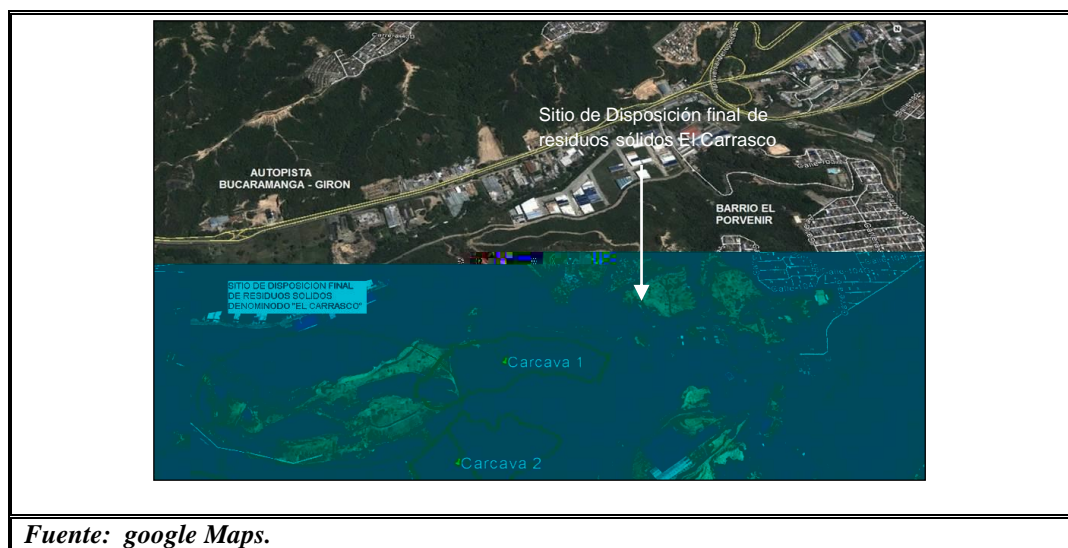 Sitio de Disposición final de
residuos sólidos El Carrasco
AUTOPISTA
BUCARAMANGA - GIRON
BARRIO EL
PORVENIR
SITIO DE DISPOSICION FINAL
DE RESIDUOS SOLIDOS
DENOMINODO "EL CARRASCO"
Carcava 1
Carcava 2
Fuente: google Maps.